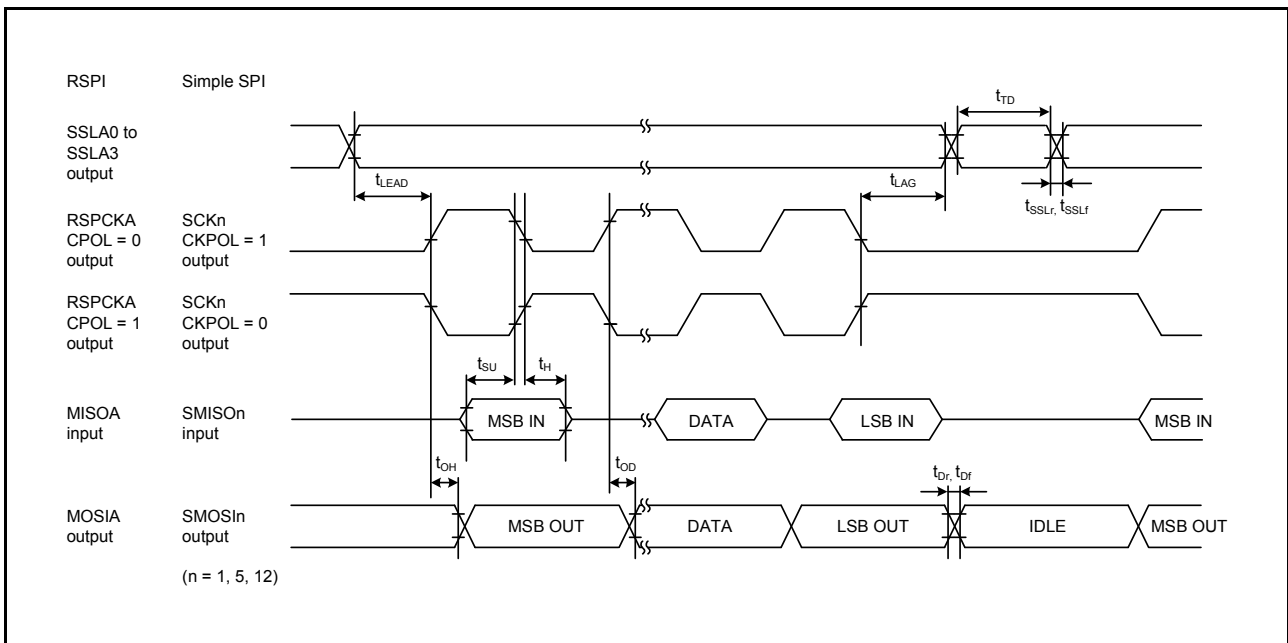 RSPI Simple SPI
SSLA0 to
SSLA3
output
tTD
tLEAD
tLAG
tSSLr, tSSLf
RSPCKA SCKn
CPOL = 0 CKPOL = 1
output output
RSPCKA SCKn
CPOL = 1 CKPOL = 0
output output
tSU tH
MISOA SMISOn
input input
MSB IN DATA LSB IN MSB IN
tOH tOD tDr, tDf
MOSIA SMOSIn
output output
MSB OUT DATA LSB OUT IDLE MSB OUT
(n = 1, 5, 12)